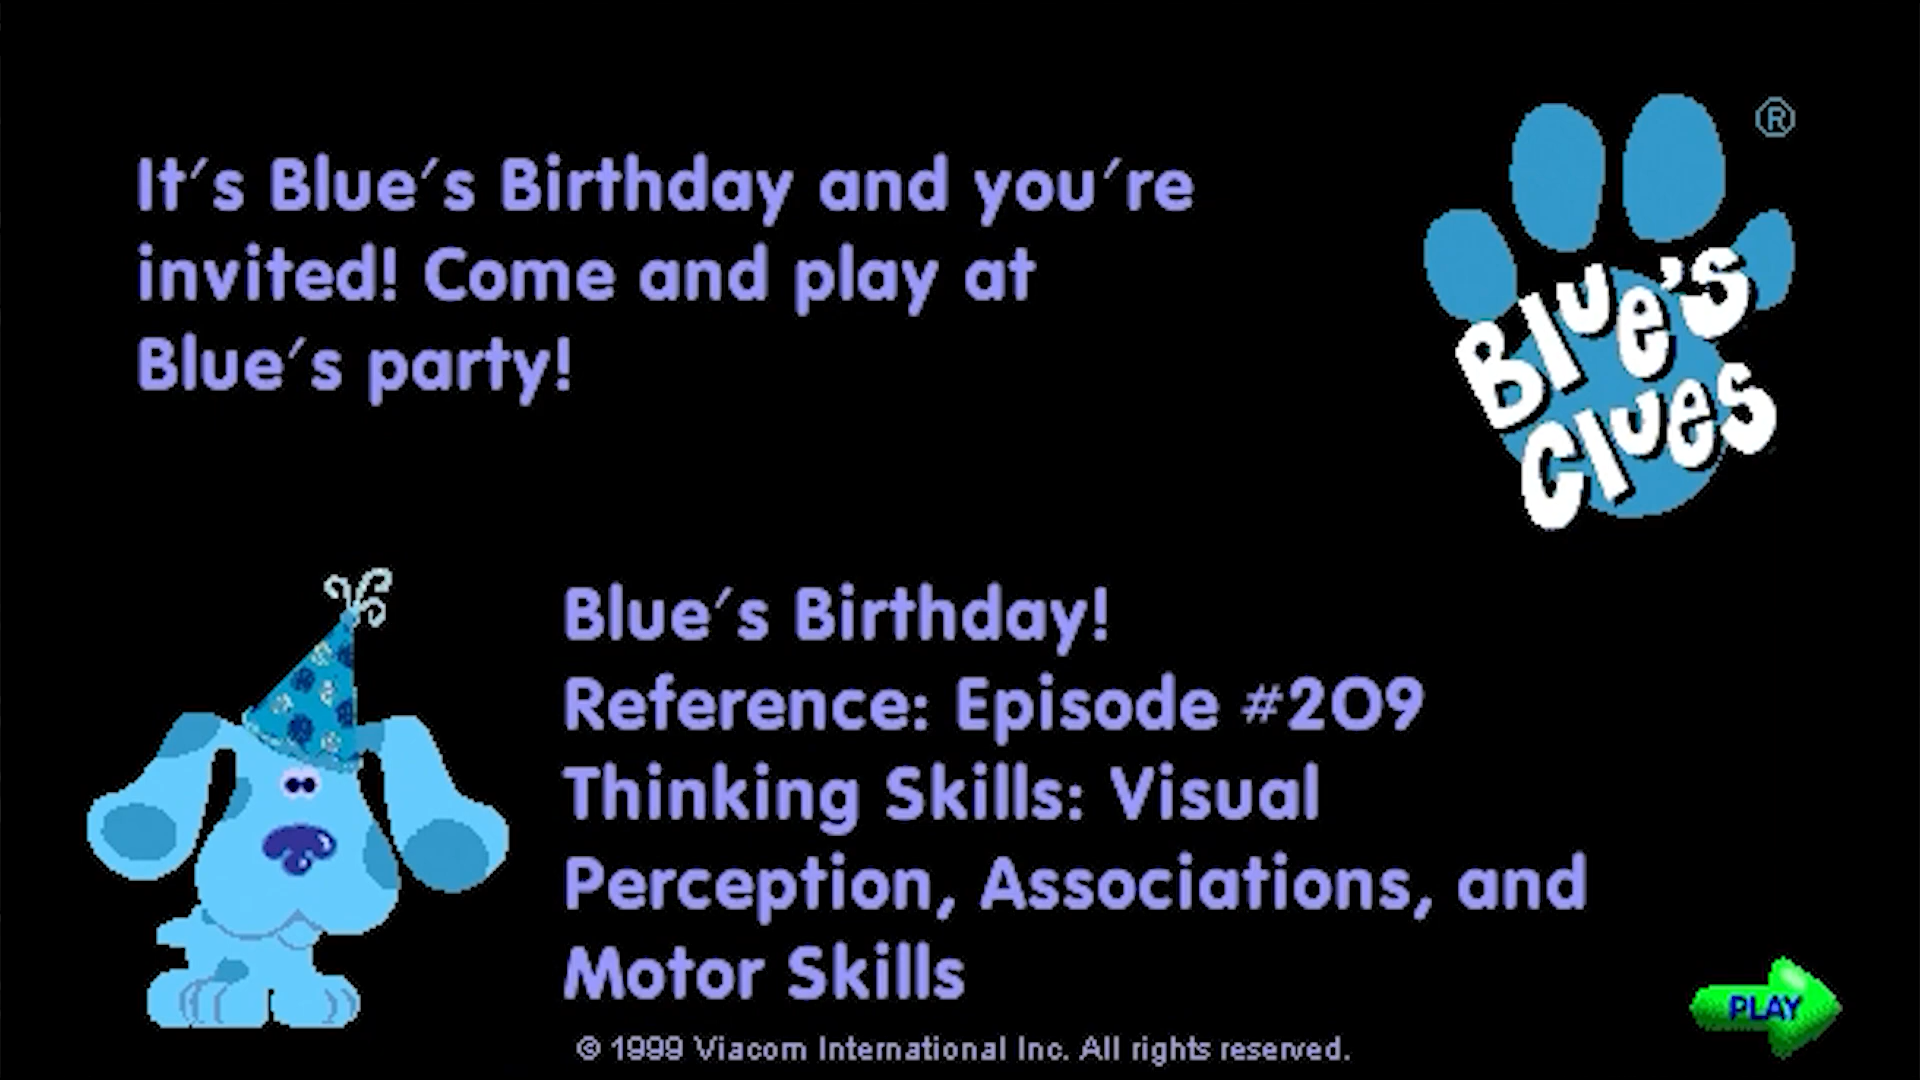 It's Blue's Birthday and you're
invited! Come and play at
Blue's party!
®
Blue's
Clues
Blue's Birthday!
Reference: Episode #209
Thinking Skills: Visual
Perception, Associations, and
Motor Skills
PLAY
© 1999 Viacom International Inc. All rights reserved.